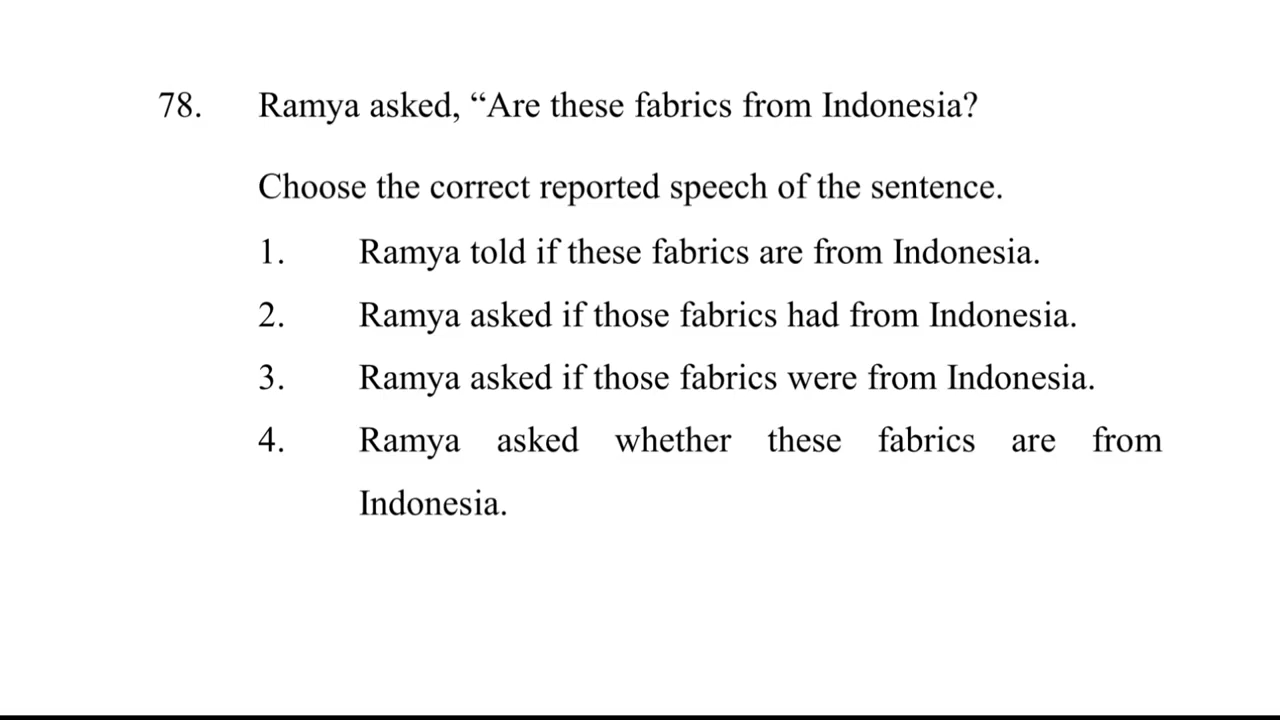 78. Ramya asked, “Are these fabrics from Indonesia?
Choose the correct reported speech of the sentence.
1. Ramya told if these fabrics are from Indonesia.
2. Ramya asked if those fabrics had from Indonesia.
3. Ramya asked if those fabrics were from Indonesia.
4. Ramya asked whether these fabrics are from
Indonesia.